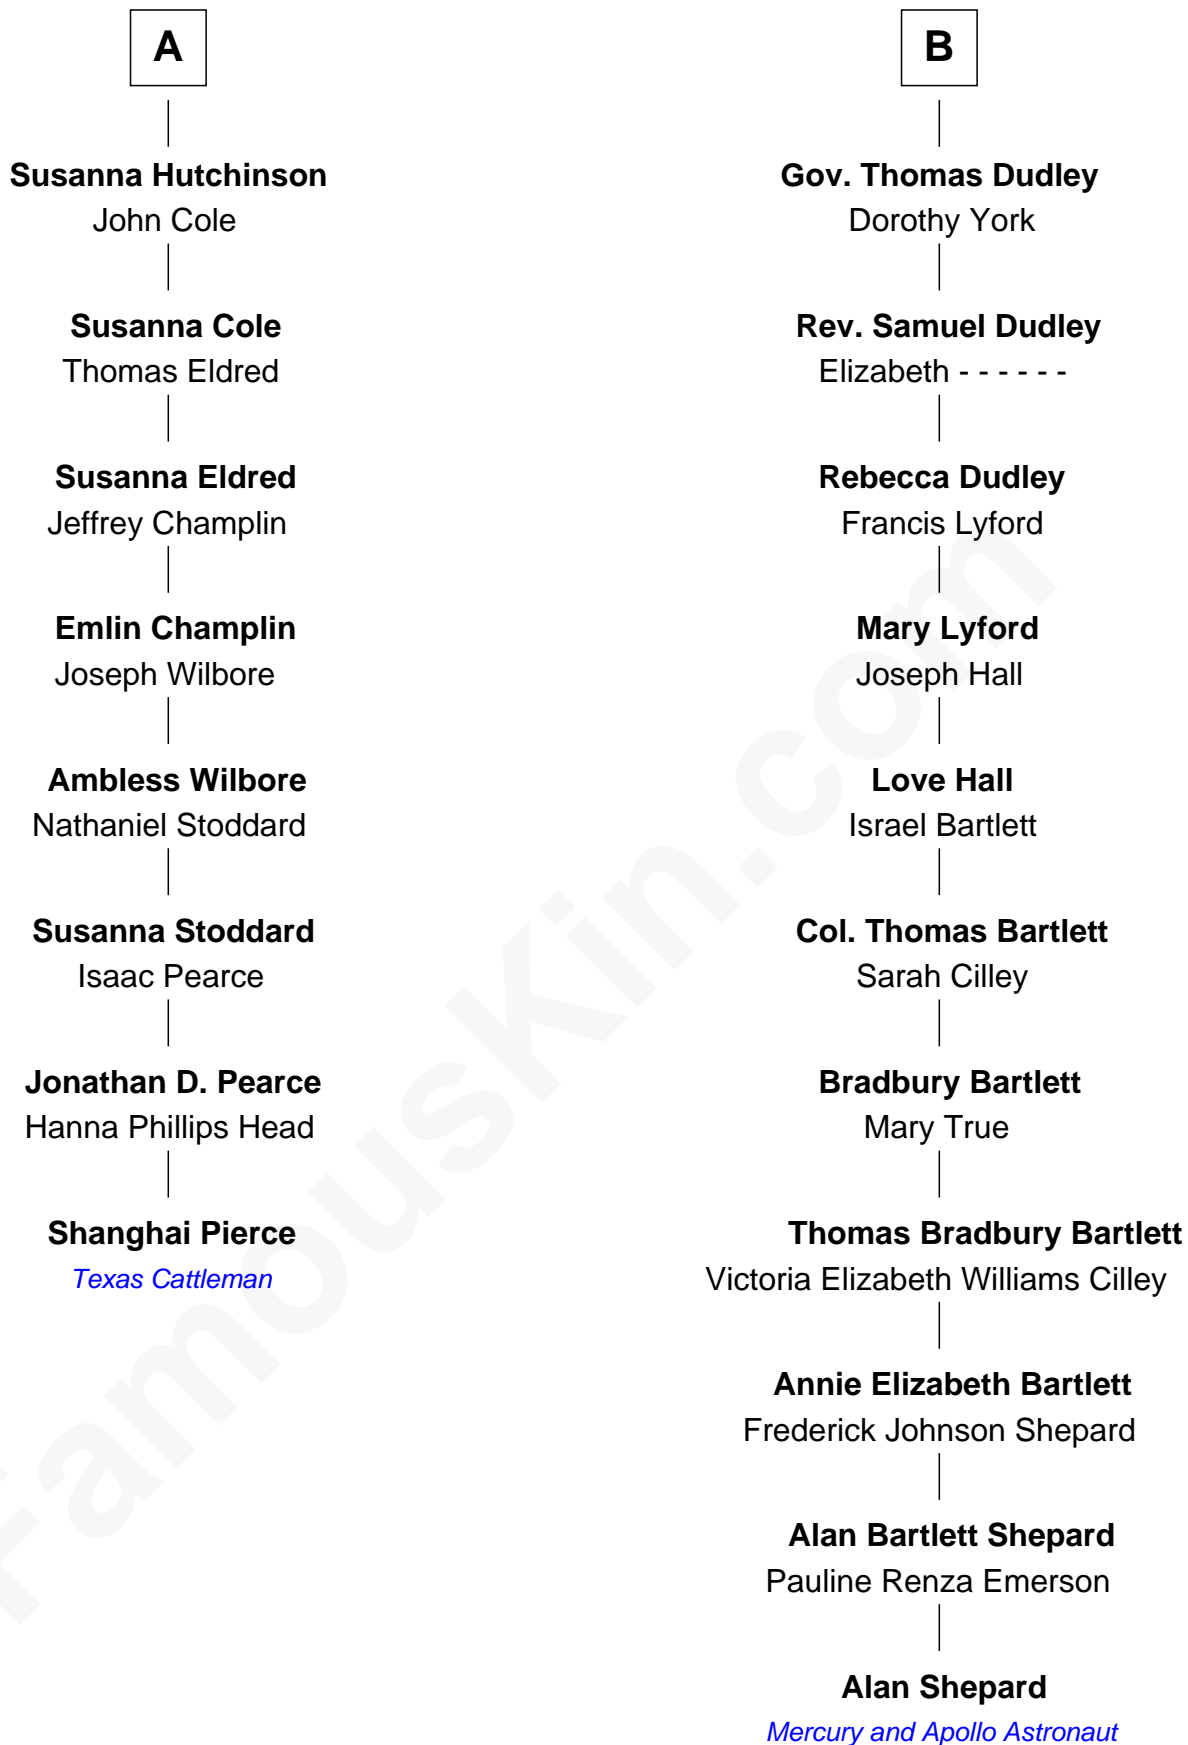 A
Susanna Hutchinson
John Cole
Susanna Cole
Thomas Eldred
Susanna Eldred
Jeffrey Champlin
Emlin Champlin
Joseph Wilbore
Ambless Wilbore
Nathaniel Stoddard
Susanna Stoddard
Isaac Pearce
Jonathan D. Pearce
Hanna Phillips Head
Shanghai Pierce
Texas Cattleman
B
Gov. Thomas Dudley
Dorothy York
Rev. Samuel Dudley
Elizabeth - - - - - -
Rebecca Dudley
Francis Lyford
Mary Lyford
Joseph Hall
Love Hall
Israel Bartlett
Col. Thomas Bartlett
Sarah Cilley
Bradbury Bartlett
Mary True
Thomas Bradbury Bartlett
Victoria Elizabeth Williams Cilley
Annie Elizabeth Bartlett
Frederick Johnson Shepard
Alan Bartlett Shepard
Pauline Renza Emerson
Alan Shepard
Mercury and Apollo Astronaut
FamousKin.com